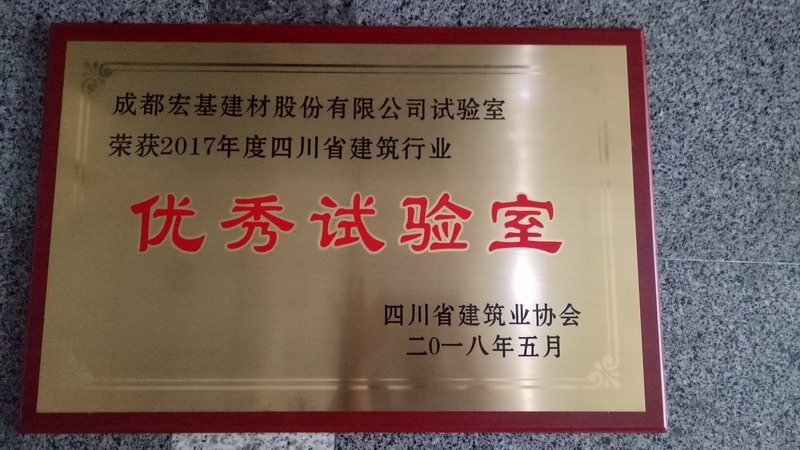 成都宏基建材股份有限公司试验室
荣获2017年度四川省建筑行业
优秀试验室
四川省建筑业协会
二0一八年五月